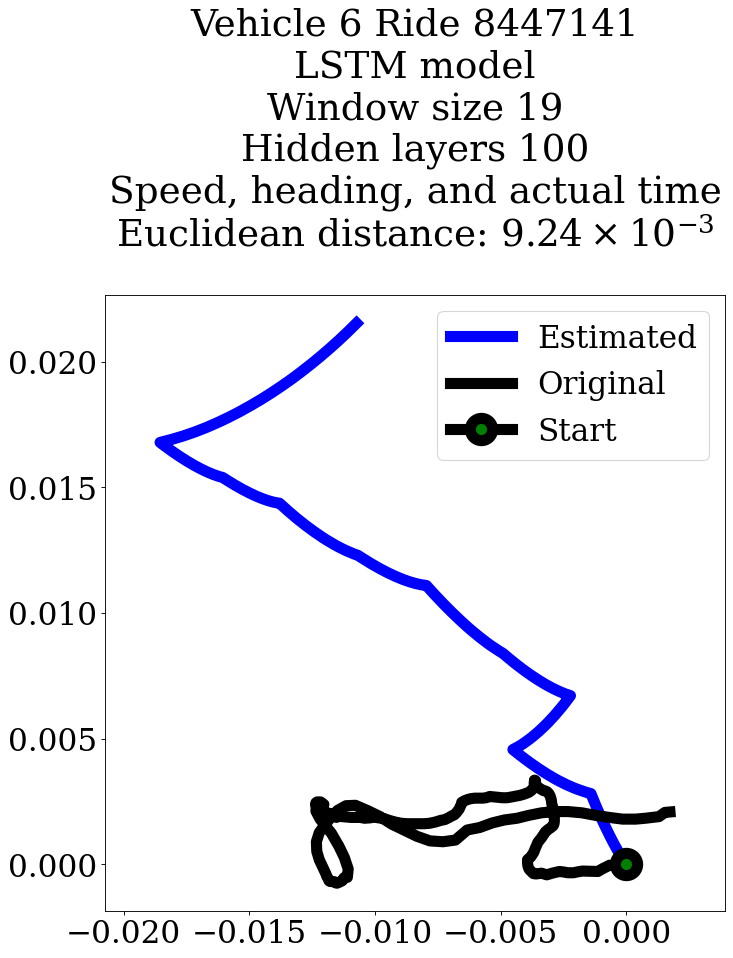 Vehicle 6 Ride 8447141
LSTM model
Window size 19
Hidden layers 100
Speed, heading, and actual time
Euclidean distance: 9.24 × 10⁻³
Estimated
Original
Start
0.020
0.015
0.010
0.005
0.000
−0.020 −0.015 −0.010 −0.005 0.000